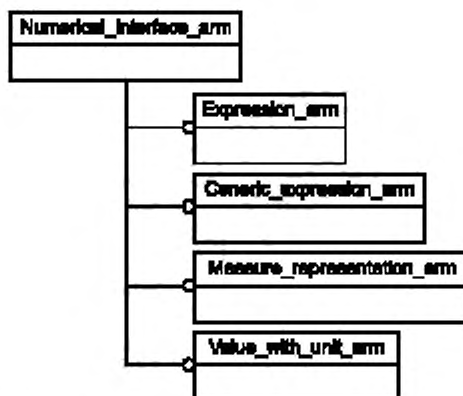 Numerical_interface_arm
Expression_arm
Generic_expression_arm
Measure_representation_arm
Value_with_unit_arm